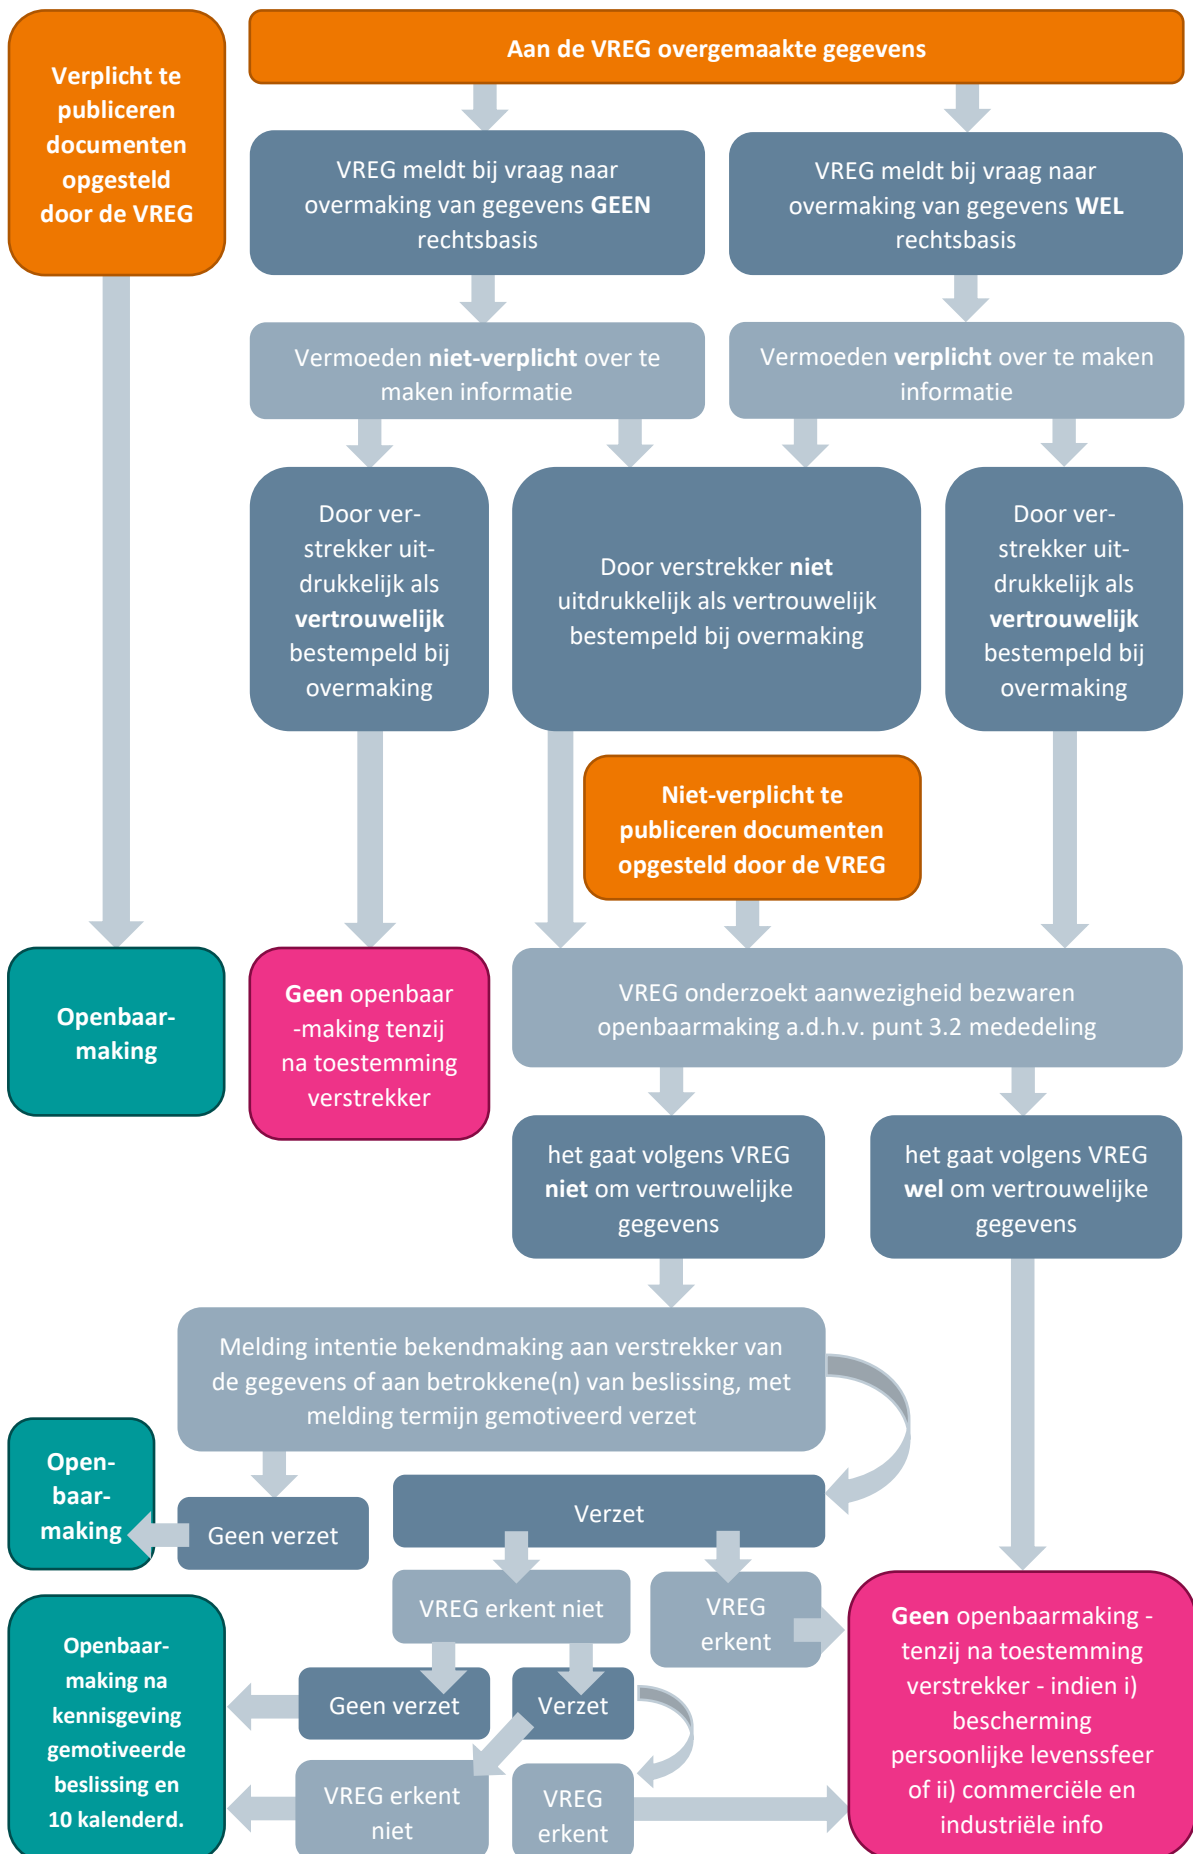 Verplicht te
publiceren
documenten
opgesteld
door de VREG
Aan de VREG overgemaakte gegevens
VREG meldt bij vraag naar
overmaking van gegevens GEEN
rechtsbasis
VREG meldt bij vraag naar
overmaking van gegevens WEL
rechtsbasis
Vermoeden niet-verplicht over te
maken informatie
Vermoeden verplicht over te maken
informatie
Door ver-
strekker uit-
drukkelijk als
vertrouwelijk
bestempeld bij
overmaking
Door verstrekker niet
uitdrukkelijk als vertrouwelijk
bestempeld bij overmaking
Door ver-
strekker uit-
drukkelijk als
vertrouwelijk
bestempeld bij
overmaking
Niet-verplicht te
publiceren documenten
opgesteld door de VREG
Openbaar-
making
Geen openbaar
-making tenzij
na toestemming
verstrekker
VREG onderzoekt aanwezigheid bezwaren
openbaarmaking a.d.h.v. punt 3.2 mededeling
het gaat volgens VREG
niet om vertrouwelijke
gegevens
het gaat volgens VREG
wel om vertrouwelijke
gegevens
Melding intentie bekendmaking aan verstrekker van
de gegevens of aan betrokkene(n) van beslissing, met
melding termijn gemotiveerd verzet
Open-
baar-
making
Geen verzet
Verzet
VREG erkent niet
VREG
erkent
Openbaar-
making na
kennisgeving
gemotiveerde
beslissing en
10 kalenderd.
Geen verzet
Verzet
VREG erkent
niet
VREG
erkent
Geen openbaarmaking -
tenzij na toestemming
verstrekker - indien i)
bescherming
persoonlijke levenssfeer
of ii) commerciële en
industriële info